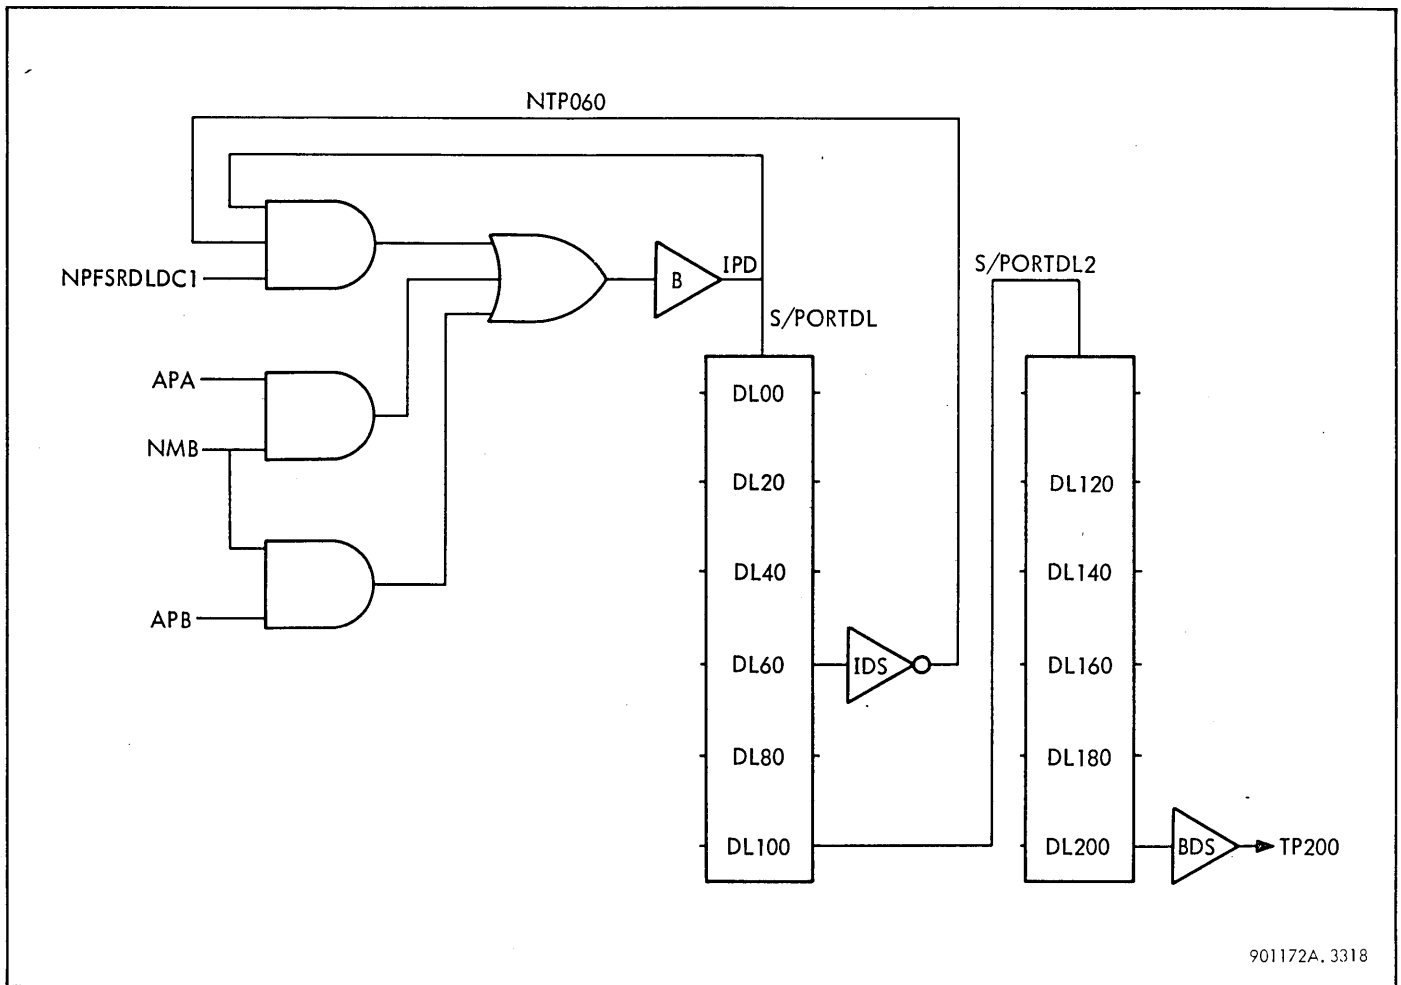 NTP060
NPFSRDLDC1
B
IPD
S/PORTDL
S/PORTDL2
APA
NMB
APB
DL00
DL20
DL40
DL60
DL80
DL100
IDS
DL120
DL140
DL160
DL180
DL200
BDS
TP200
901172A. 3318